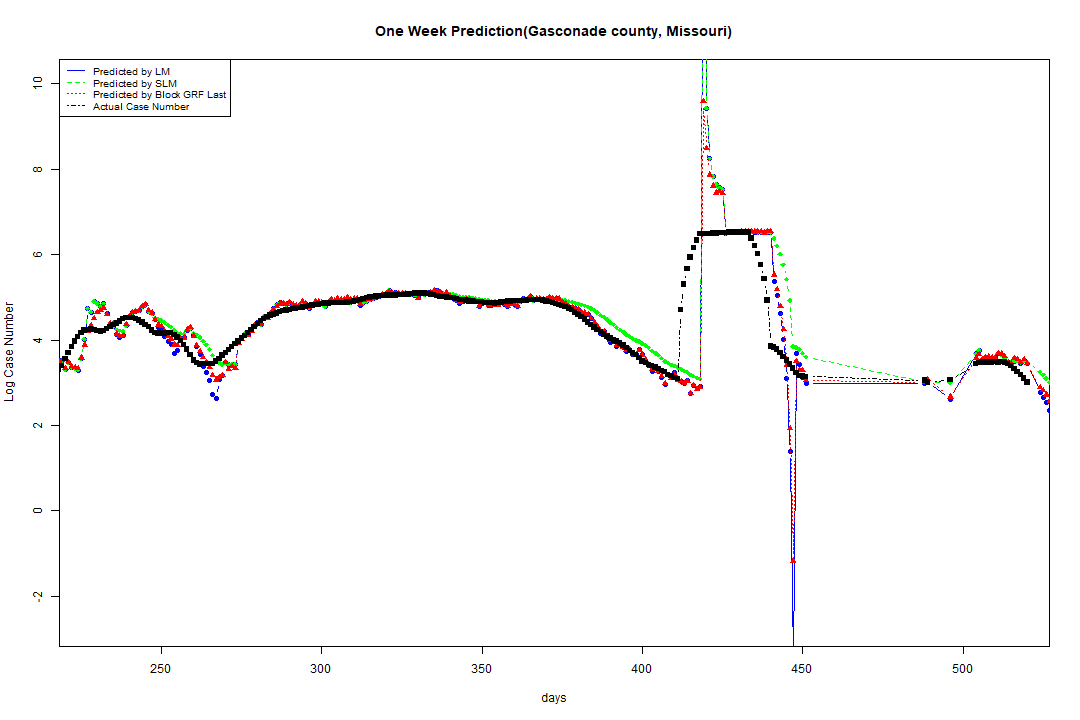 One Week Prediction(Gasconade county, Missouri)
Predicted by LM
Predicted by SLM
Predicted by Block GRF Last
Actual Case Number
Log Case Number
10
8
6
4
2
0
-2
250 300 350 400 450 500
days